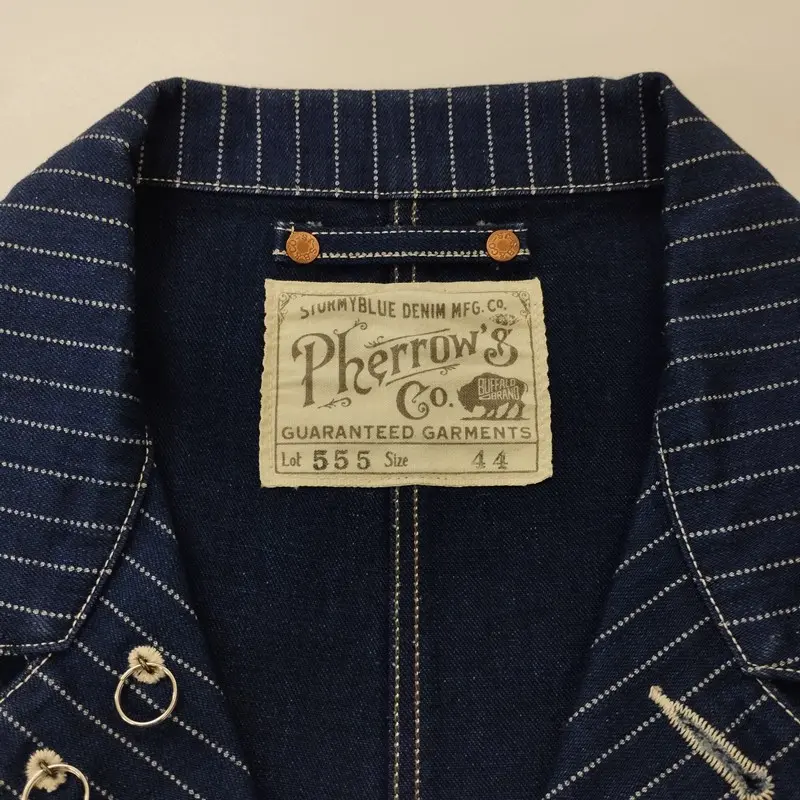 STORMYBLUE DENIM MFG. Co.
Pherrow's
Co.
BUFFALO
BRAND
GUARANTEED GARMENTS
Lot 555 Size 44